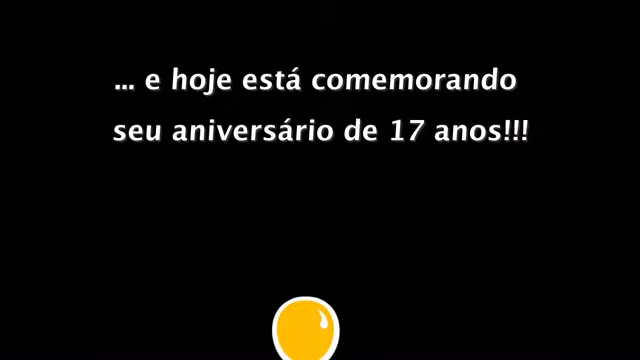 ... e hoje está comemorando
seu aniversário de 17 anos!!!